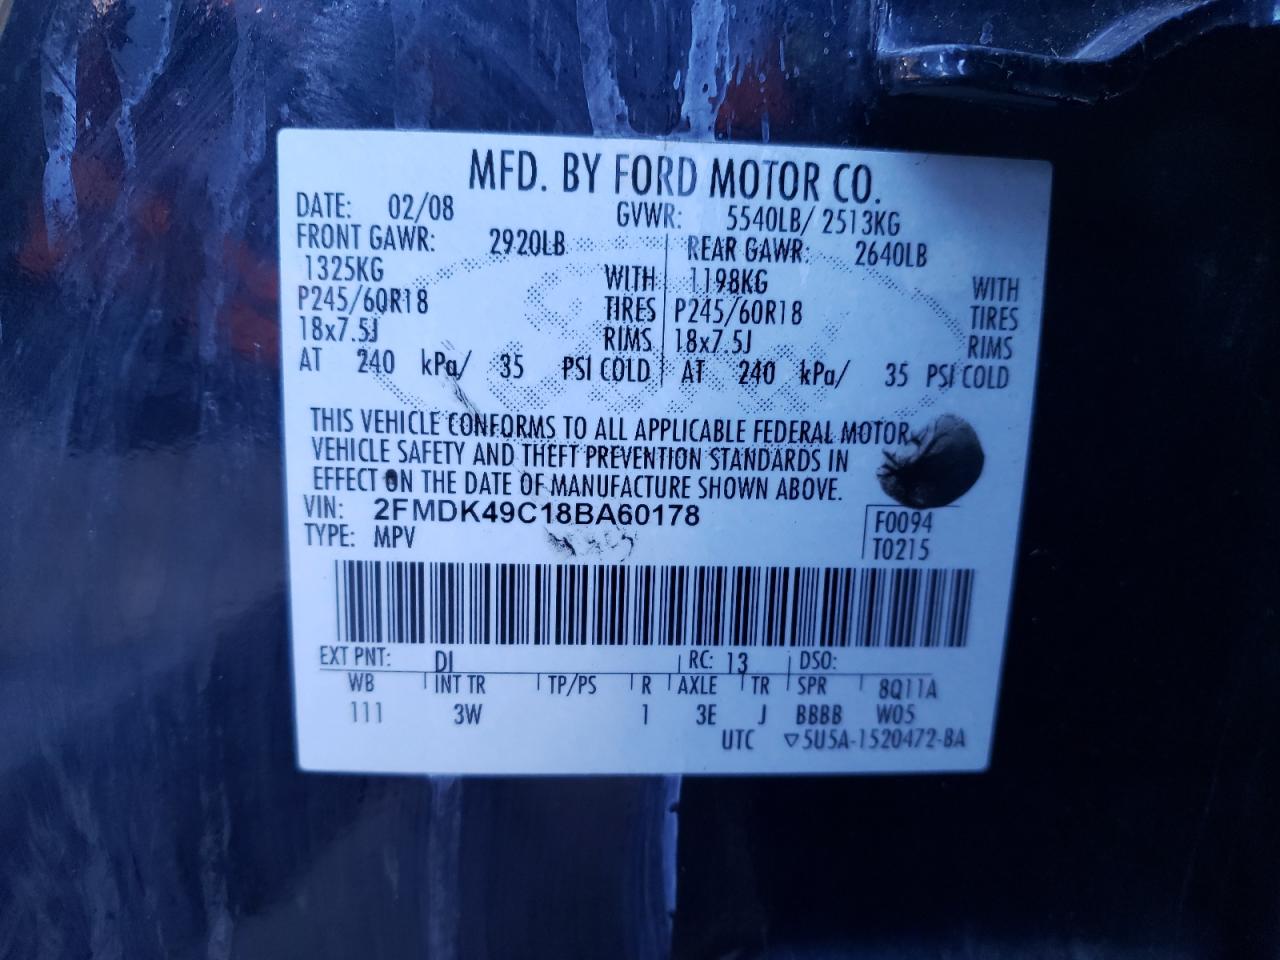 MFD. BY FORD MOTOR CO.
DATE: 02/08 GVWR: 5540LB/ 2513KG
FRONT GAWR: 2920LB REAR GAWR: 2640LB
1325KG WITH 1198KG WITH
P245/60R18 TIRES P245/60R18 TIRES
18x7.5J RIMS 18x7.5J RIMS
AT 240 kPa/ 35 PSI COLD AT 240 kPa/ 35 PSI COLD
THIS VEHICLE CONFORMS TO ALL APPLICABLE FEDERAL MOTOR
VEHICLE SAFETY AND THEFT PREVENTION STANDARDS IN
EFFECT ON THE DATE OF MANUFACTURE SHOWN ABOVE.
VIN: 2FMDK49C18BA60178 F0094
TYPE: MPV T0215
EXT PNT: DJ RC: 13 DSO:
WB INT TR TP/PS R AXLE TR SPR 8Q11A
111 3W 1 3E J BBBB W05
UTC ▽5U5A-1520472-BA